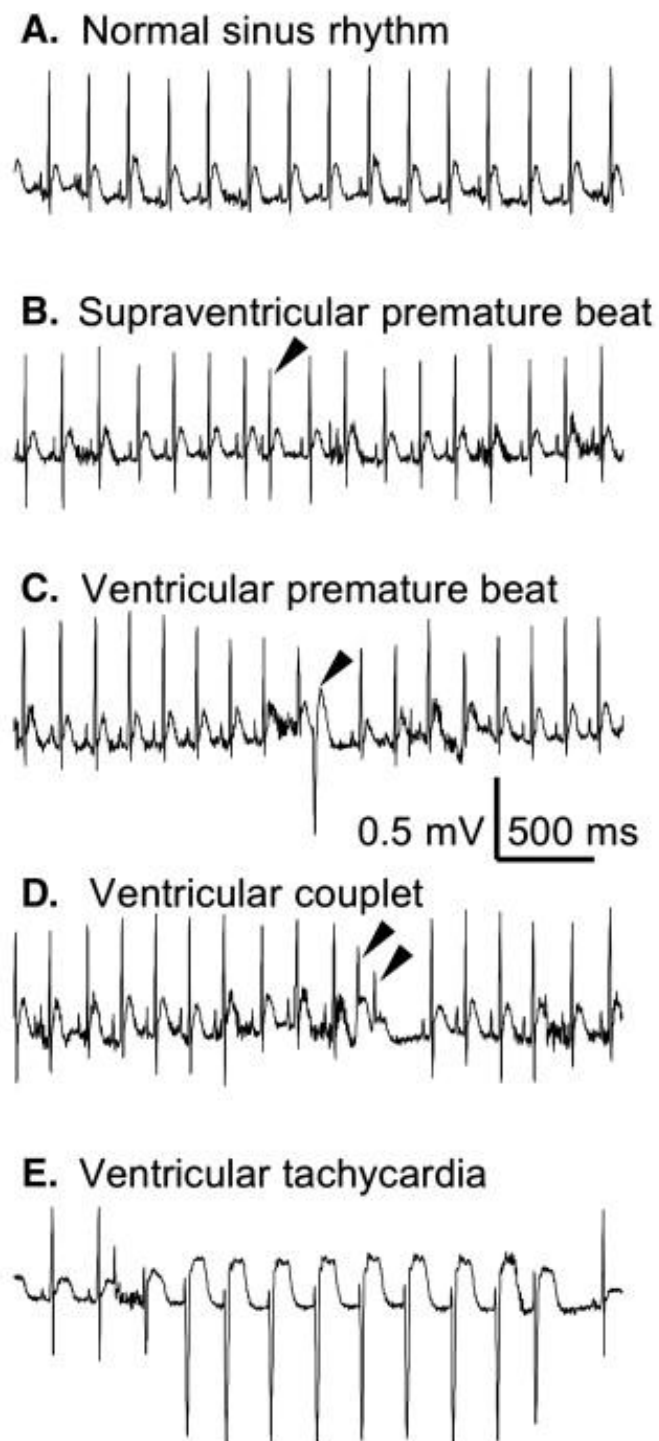 A. Normal sinus rhythm
B. Supraventricular premature beat
C. Ventricular premature beat
0.5 mV 500 ms
D. Ventricular couplet
E. Ventricular tachycardia